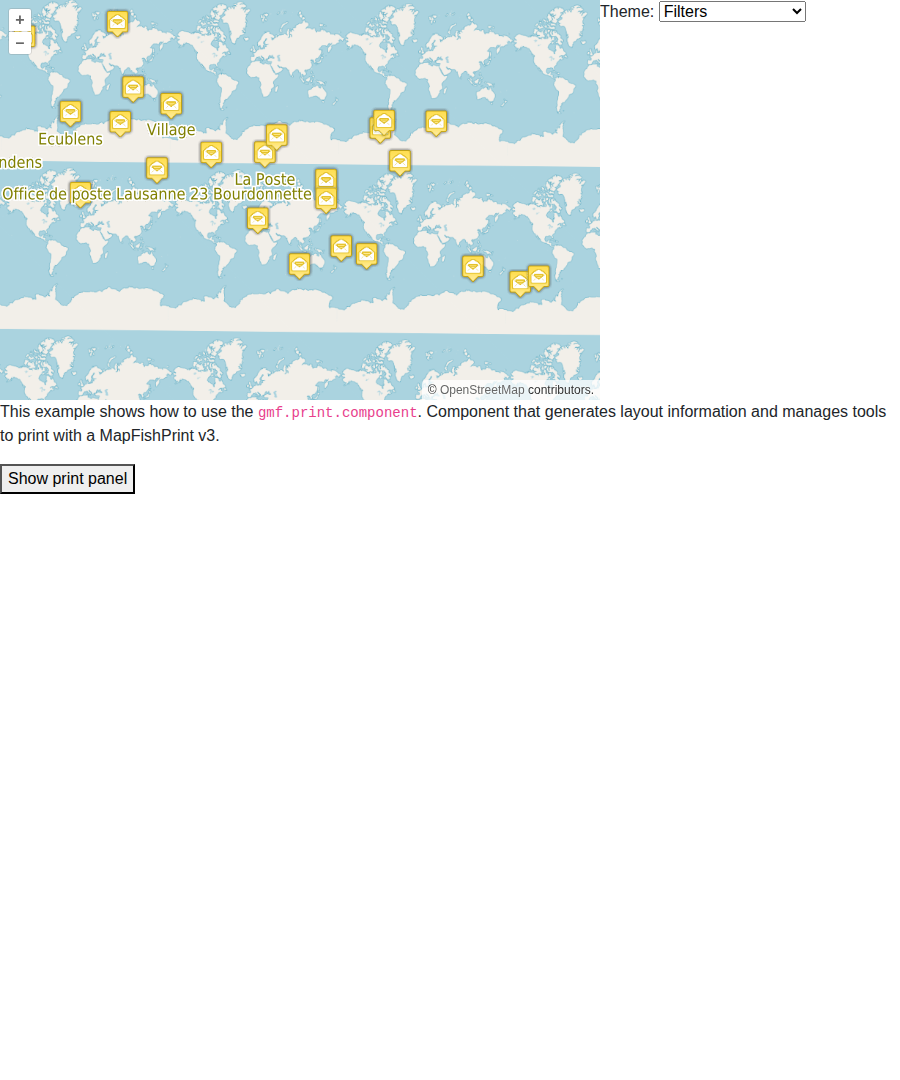 +
−
Theme: Filters
Village
Ecublens
ndens
La Poste
Office de poste Lausanne 23 Bourdonnette
© OpenStreetMap contributors.
This example shows how to use the gmf.print.component. Component that generates layout information and manages tools
to print with a MapFishPrint v3.
Show print panel